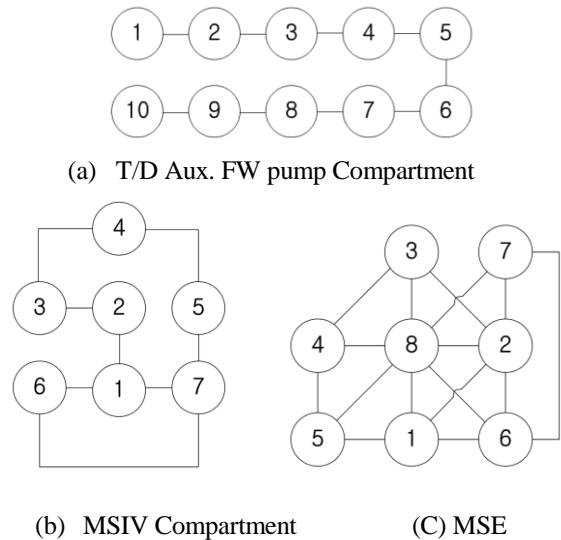 1 2 3 4 5
10 9 8 7 6
(a) T/D Aux. FW pump Compartment
4
3 2 5
6 1 7
3 7
4 8 2
5 1 6
(b) MSIV Compartment
(C) MSE